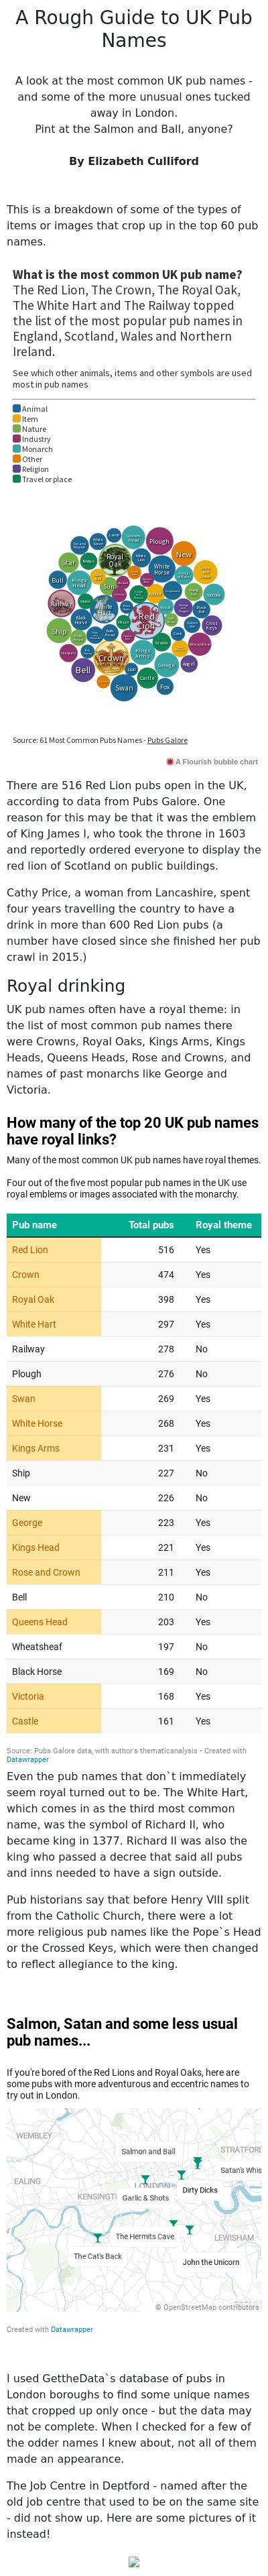 A Rough Guide to UK Pub
Names
A look at the most common UK pub names -
and some of the more unusual ones tucked
away in London.
Pint at the Salmon and Ball, anyone?
By Elizabeth Culliford
This is a breakdown of some of the types of
items or images that crop up in the top 60 pub
names.
What is the most common UK pub name?
The Red Lion, The Crown, The Royal Oak,
The White Hart and The Railway topped
the list of the most popular pub names in
England, Scotland, Wales and Northern
Ireland.
See which other animals, items and other symbols are used
most in pub names
Animal
Item
Nature
Industry
Monarch
Other
Religion
Travel or place
Queens
Head
Plough
New
Star
Royal
Oak
White
Horse
Bull
Kings
Head
Sun
Victoria
Railway
White
Hart
Red
Lion
Black
Horse
Ship
Cross
Keys
Crown
Kings
Arms
George
Angel
Bell
Lion
Castle
Swan
Fox
Source: 61 Most Common Pubs Names - Pubs Galore
A Flourish bubble chart
There are 516 Red Lion pubs open in the UK,
according to data from Pubs Galore. One
reason for this may be that it was the emblem
of King James I, who took the throne in 1603
and reportedly ordered everyone to display the
red lion of Scotland on public buildings.
Cathy Price, a woman from Lancashire, spent
four years travelling the country to have a
drink in more than 600 Red Lion pubs (a
number have closed since she finished her pub
crawl in 2015.)
Royal drinking
UK pub names often have a royal theme: in
the list of most common pub names there
were Crowns, Royal Oaks, Kings Arms, Kings
Heads, Queens Heads, Rose and Crowns, and
names of past monarchs like George and
Victoria.
How many of the top 20 UK pub names
have royal links?
Many of the most common UK pub names have royal themes.
Four out of the five most popular pub names in the UK use
royal emblems or images associated with the monarchy.
Pub name Total pubs Royal theme
Red Lion 516 Yes
Crown 474 Yes
Royal Oak 398 Yes
White Hart 297 Yes
Railway 278 No
Plough 276 No
Swan 269 Yes
White Horse 268 Yes
Kings Arms 231 Yes
Ship 227 No
New 226 No
George 223 Yes
Kings Head 221 Yes
Rose and Crown 211 Yes
Bell 210 No
Queens Head 203 Yes
Wheatsheaf 197 No
Black Horse 169 No
Victoria 168 Yes
Castle 161 Yes
Source: Pubs Galore data, with author's thematicanalysis • Created with
Datawrapper
Even the pub names that don`t immediately
seem royal turned out to be. The White Hart,
which comes in as the third most common
name, was the symbol of Richard II, who
became king in 1377. Richard II was also the
king who passed a decree that said all pubs
and inns needed to have a sign outside.
Pub historians say that before Henry VIII split
from the Catholic Church, there were a lot
more religious pub names like the Pope`s Head
or the Crossed Keys, which were then changed
to reflect allegiance to the king.
Salmon, Satan and some less usual
pub names...
If you're bored of the Red Lions and Royal Oaks, here are
some pubs with more adventurous and eccentric names to
try out in London.
WEMBLEY
Salmon and Ball
STRATFORD
EALING
LONDON
Satan's Whis
KENSINGT
Dirty Dicks
Garlic & Shots
The Hermits Cave
LEWISHAM
The Cat's Back
John the Unicorn
© OpenStreetMap contributors
Created with Datawrapper
I used GettheData`s database of pubs in
London boroughs to find some unique names
that cropped up only once - but the data may
not be complete. When I checked for a few of
the odder names I knew about, not all of them
made an appearance.
The Job Centre in Deptford - named after the
old job centre that used to be on the same site
- did not show up. Here are some pictures of it
instead!